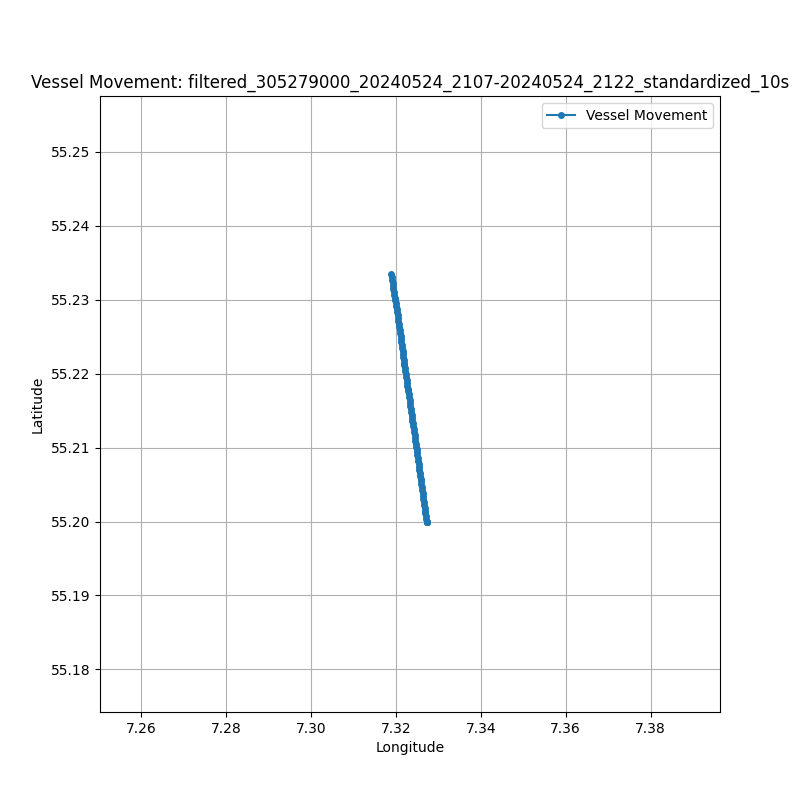 Vessel Movement: filtered_305279000_20240524_2107-20240524_2122_standardized_10s
Vessel Movement
55.25
55.24
55.23
55.22
55.21
55.20
55.19
55.18
Latitude
7.26 7.28 7.30 7.32 7.34 7.36 7.38
Longitude